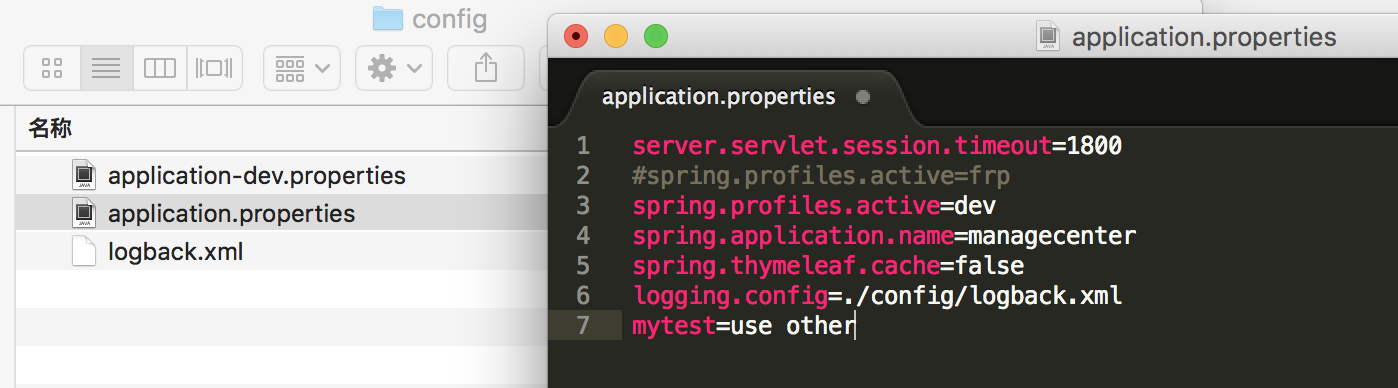 config
名称
application-dev.properties
application.properties
logback.xml
application.properties
application.properties
1 server.servlet.session.timeout=1800
2 #spring.profiles.active=frp
3 spring.profiles.active=dev
4 spring.application.name=managecenter
5 spring.thymeleaf.cache=false
6 logging.config=./config/logback.xml
7 mytest=use other